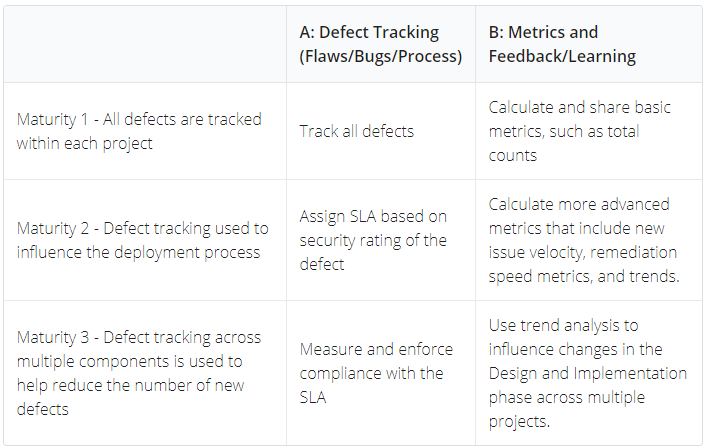 A: Defect Tracking
(Flaws/Bugs/Process)
B: Metrics and
Feedback/Learning
Maturity 1 - All defects are tracked
within each project
Track all defects
Calculate and share basic
metrics, such as total
counts
Maturity 2 - Defect tracking used to
influence the deployment process
Assign SLA based on
security rating of the
defect
Calculate more advanced
metrics that include new
issue velocity, remediation
speed metrics, and trends.
Maturity 3 - Defect tracking across
multiple components is used to
help reduce the number of new
defects
Measure and enforce
compliance with the
SLA
Use trend analysis to
influence changes in the
Design and Implementation
phase across multiple
projects.